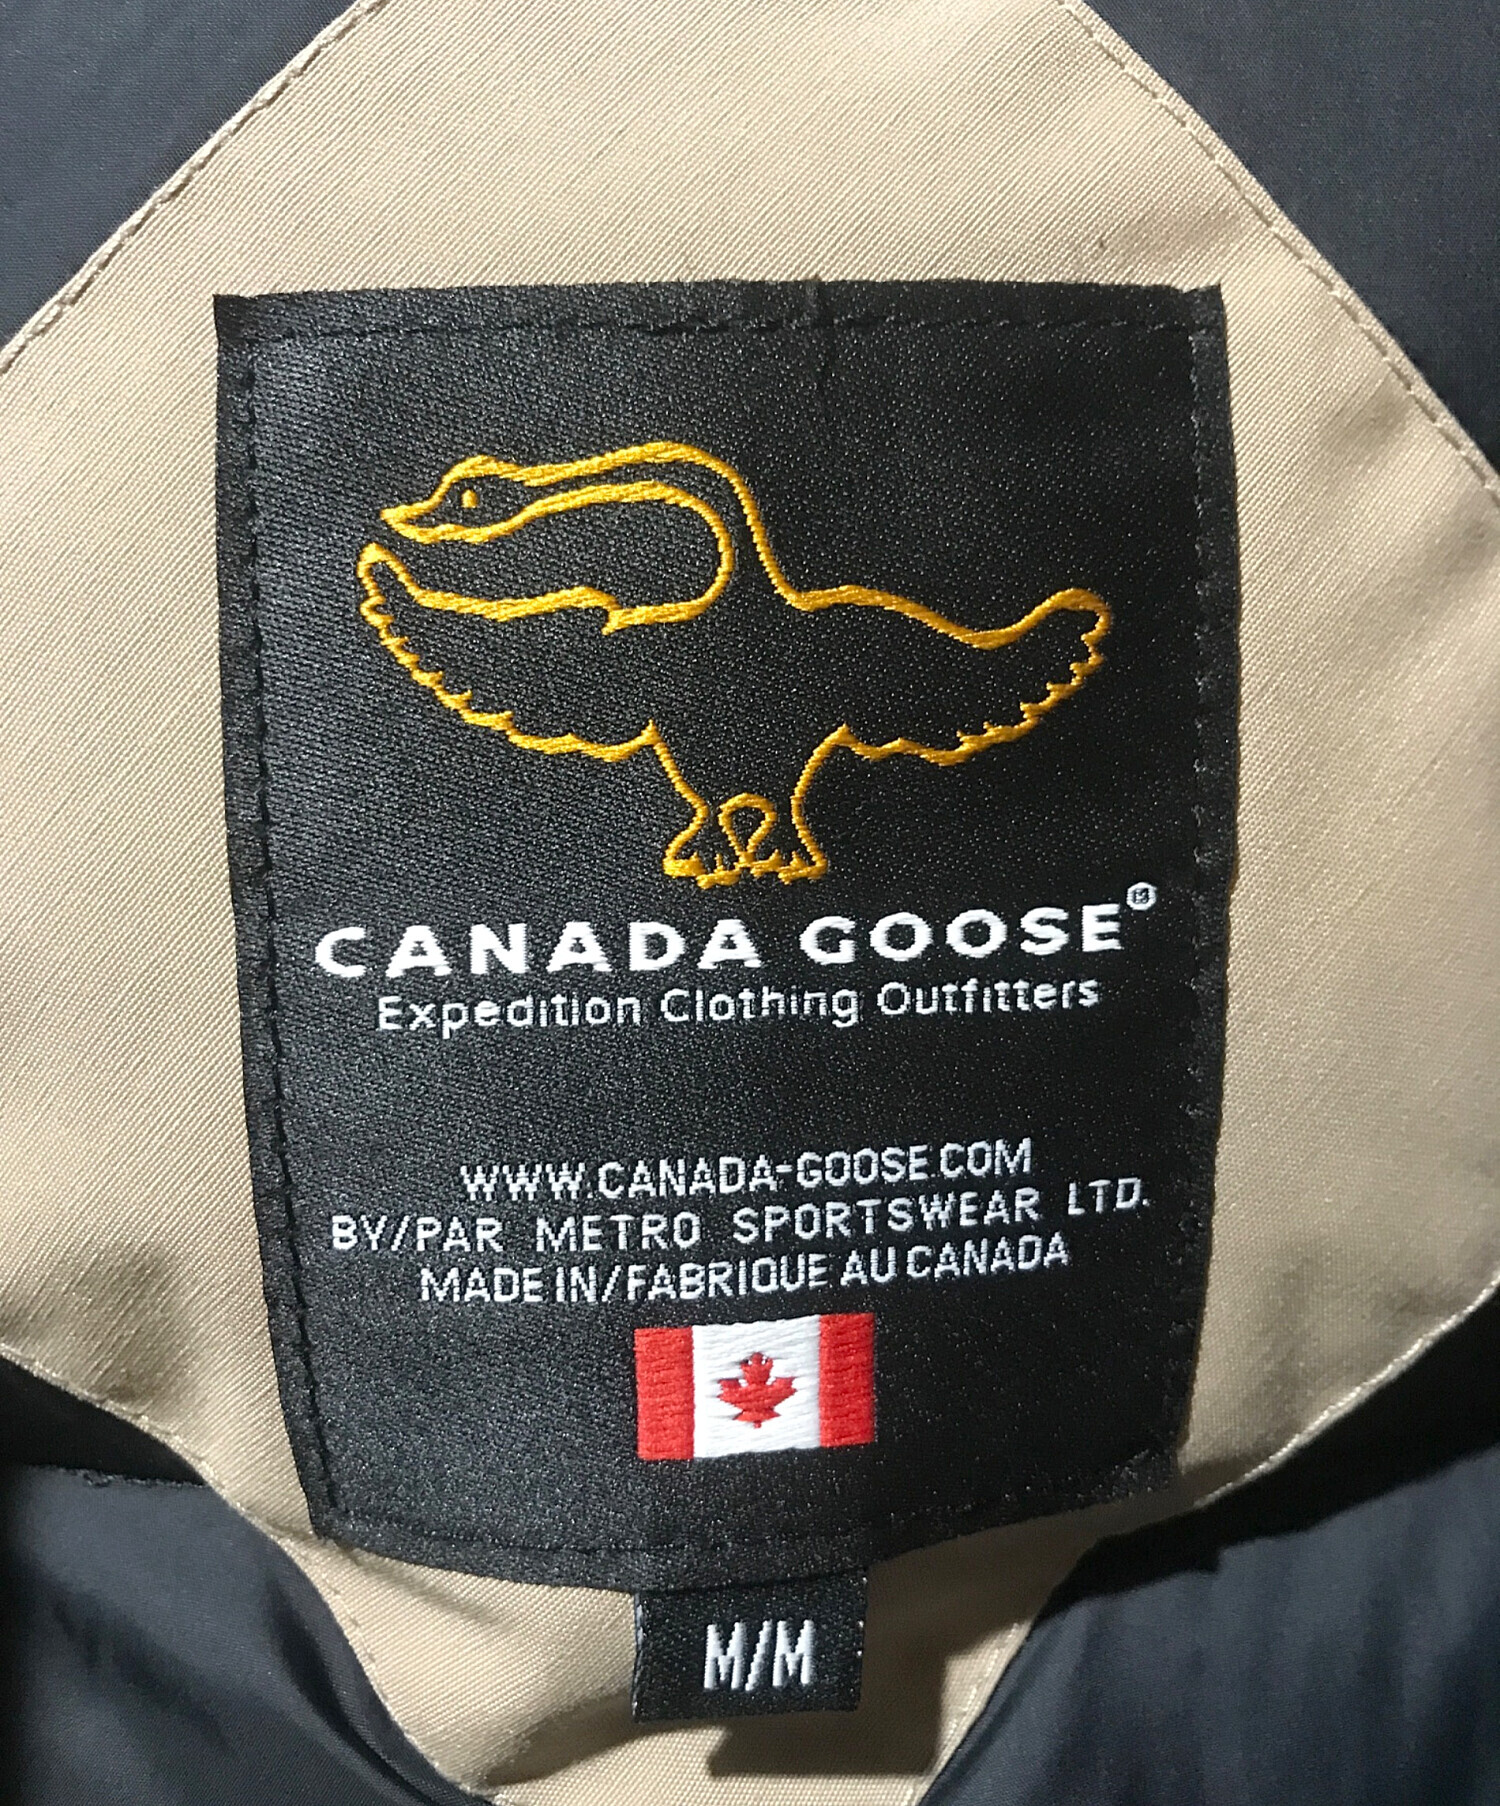 CANADA GOOSE®
Expedition Clothing Outfitters
WWW.CANADA-GOOSE.COM
BY/PAR METRO SPORTSWEAR LTD.
MADE IN/FABRIQUE AU CANADA
M/M